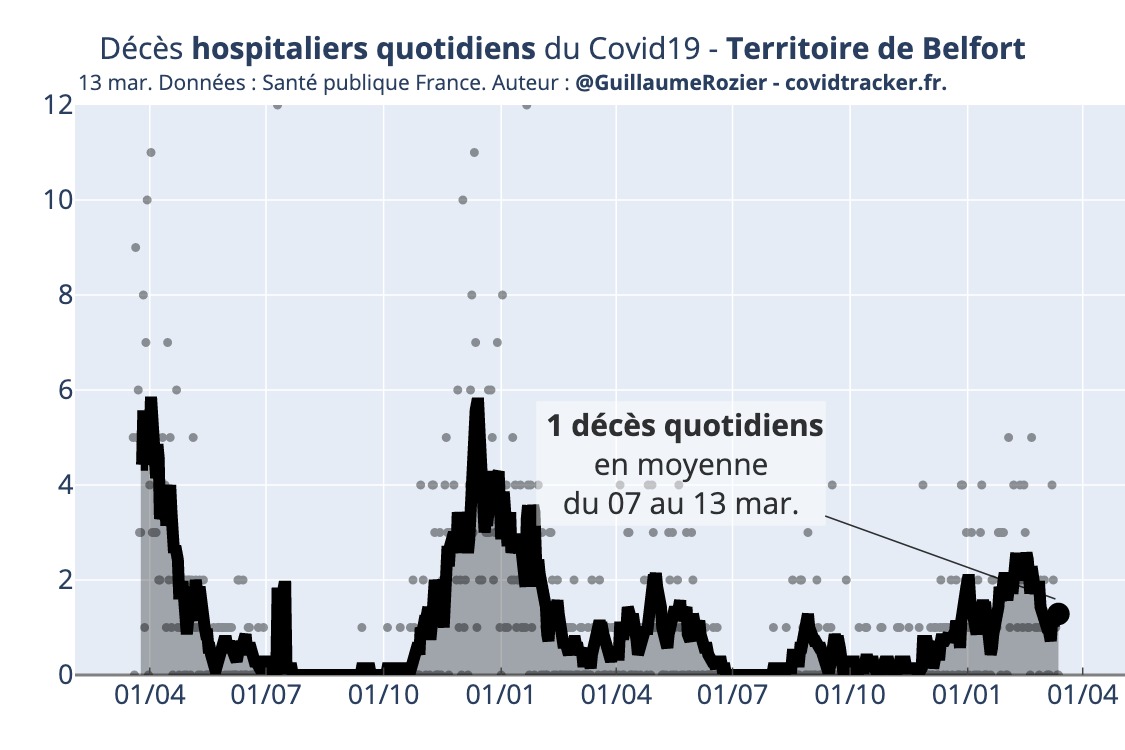 Décès hospitaliers quotidiens du Covid19 - Territoire de Belfort
13 mar. Données : Santé publique France. Auteur : @GuillaumeRozier - covidtracker.fr.
12
10
8
6
1 décès quotidiens
en moyenne
4
du 07 au 13 mar.
2
0
01/04 01/07 01/10 01/01 01/04 01/07 01/10 01/01 01/04